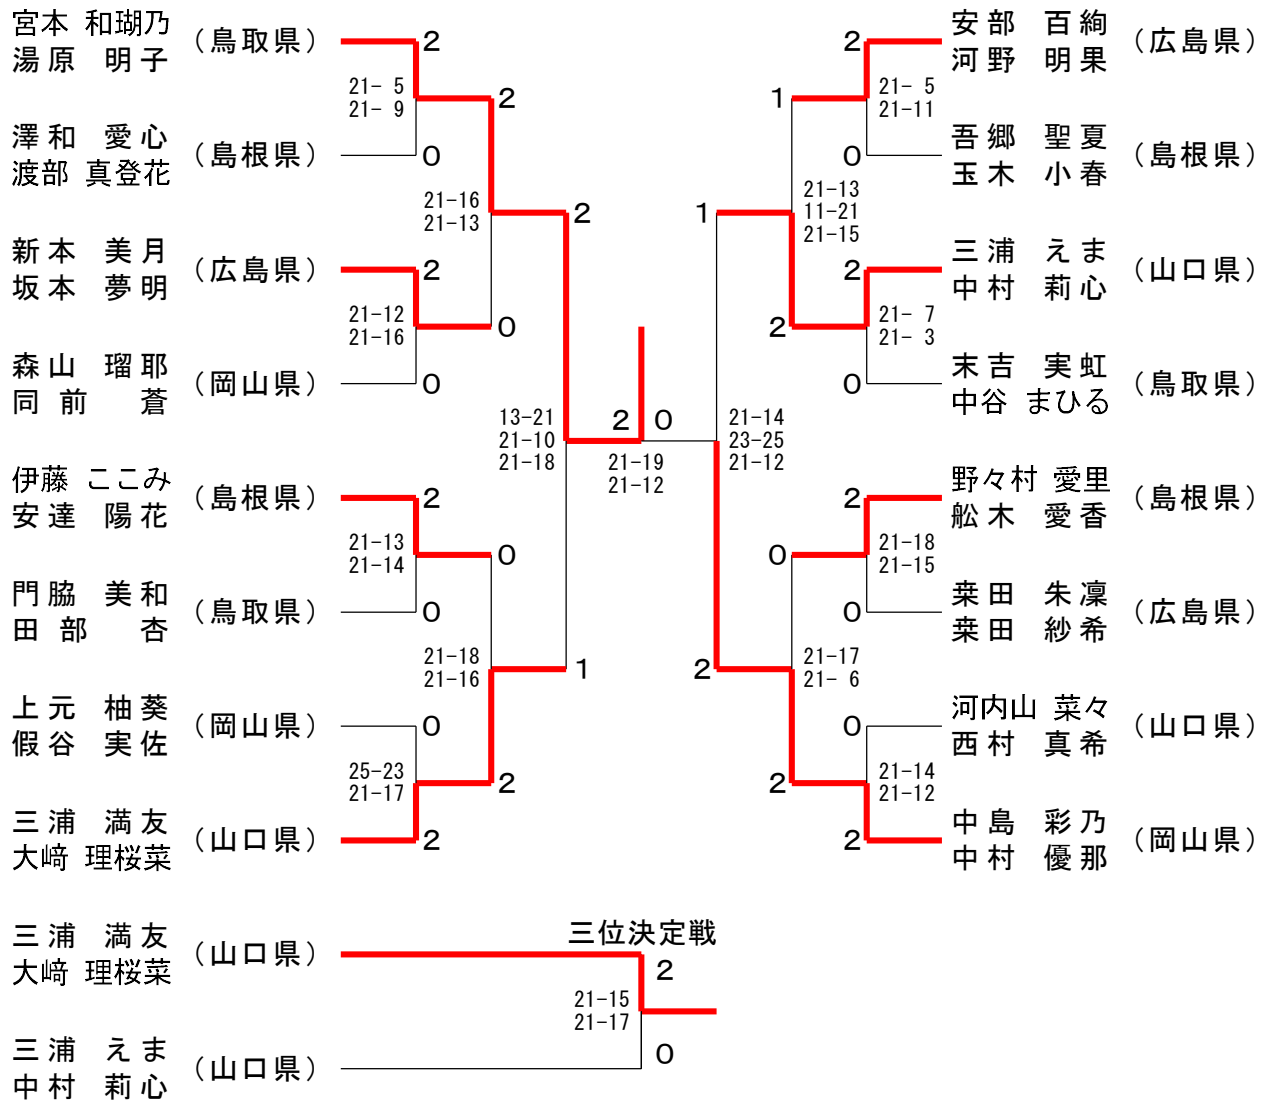 宮本 和瑚乃
湯原 明子
(鳥取県)
2
21- 5
21- 9
2
澤和 愛心
渡部 真登花
(島根県)
0
21-16
21-13
2
新本 美月
坂本 夢明
(広島県)
2
21-12
21-16
0
森山 瑠耶
同前 蒼
(岡山県)
0
13-21
21-10
21-18
伊藤 ここみ
安達 陽花
(島根県)
2
21-13
21-14
0
門脇 美和
田部 杏
(鳥取県)
0
21-18
21-16
1
上元 柚葵
假谷 実佐
(岡山県)
0
25-23
21-17
2
三浦 満友
大﨑 理桜菜
(山口県)
2
2 0
21-19
21-12
安部 百絢
河野 明果
(広島県)
2
21- 5
21-11
1
吾郷 聖夏
玉木 小春
(島根県)
0
21-13
11-21
21-15
1
三浦 えま
中村 莉心
(山口県)
2
21- 7
21- 3
2
末吉 実虹
中谷 まひる
(鳥取県)
0
21-14
23-25
21-12
野々村 愛里
舩木 愛香
(島根県)
2
21-18
21-15
0
桒田 朱凜
桒田 紗希
(広島県)
0
21-17
21- 6
2
河内山 菜々
西村 真希
(山口県)
0
21-14
21-12
2
中島 彩乃
中村 優那
(岡山県)
2
三位決定戦
三浦 満友
大﨑 理桜菜
(山口県)
2
21-15
21-17
三浦 えま
中村 莉心
(山口県)
0